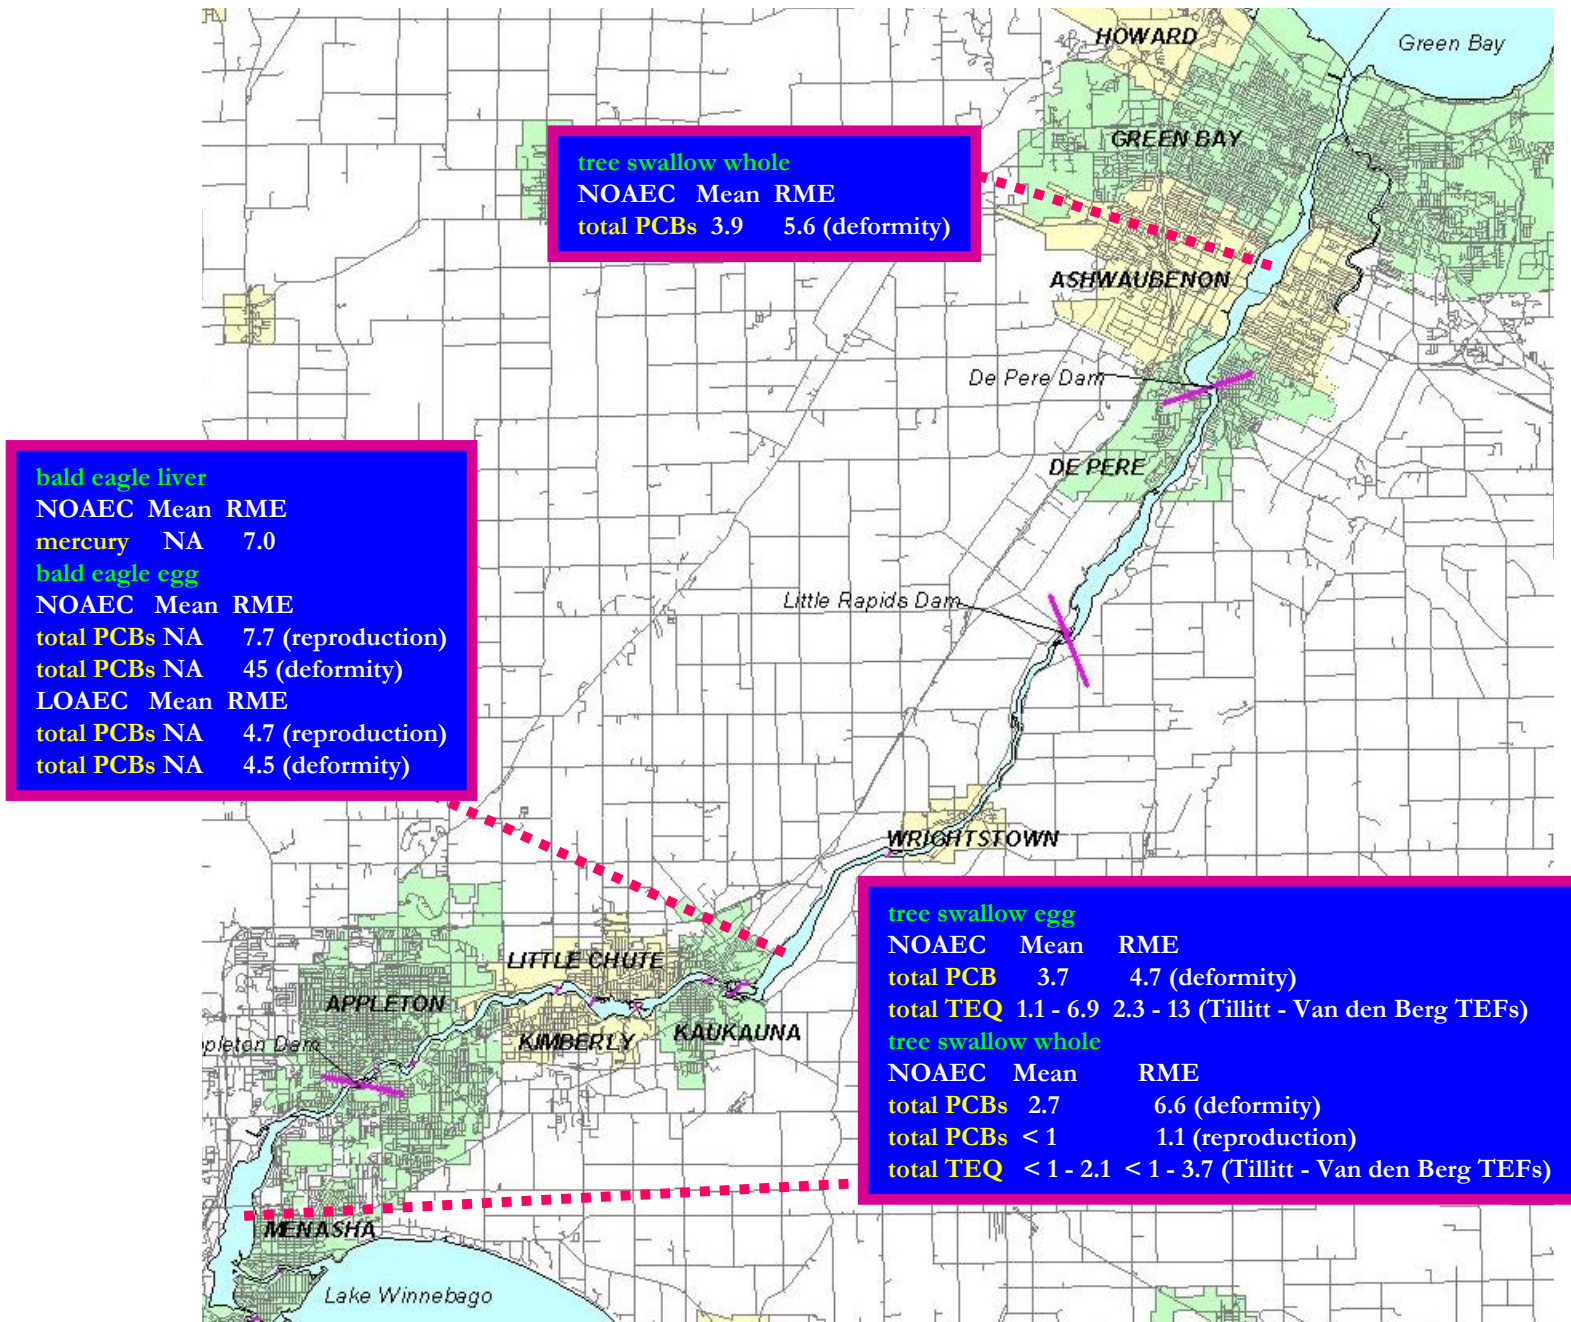 HOWARD
Green Bay
GREEN BAY
tree swallow whole
NOAEC Mean RME
total PCBs 3.9 5.6 (deformity)
ASHWAUBENON
De Pere Dam
DE PERE
bald eagle liver
NOAEC Mean RME
mercury NA 7.0
bald eagle egg
NOAEC Mean RME
total PCBs NA 7.7 (reproduction)
total PCBs NA 45 (deformity)
LOAEC Mean RME
total PCBs NA 4.7 (reproduction)
total PCBs NA 4.5 (deformity)
Little Rapids Dam
WRIGHTSTOWN
tree swallow egg
NOAEC Mean RME
total PCB 3.7 4.7 (deformity)
total TEQ 1.1 - 6.9 2.3 - 13 (Tillitt - Van den Berg TEFs)
tree swallow whole
NOAEC Mean RME
total PCBs 2.7 6.6 (deformity)
total PCBs < 1 1.1 (reproduction)
total TEQ < 1 - 2.1 < 1 - 3.7 (Tillitt - Van den Berg TEFs)
LITTLE CHUTE
APPLETON
KIMBERLY
KAUKAUNA
pleton Dam
MENASHA
Lake Winnebago